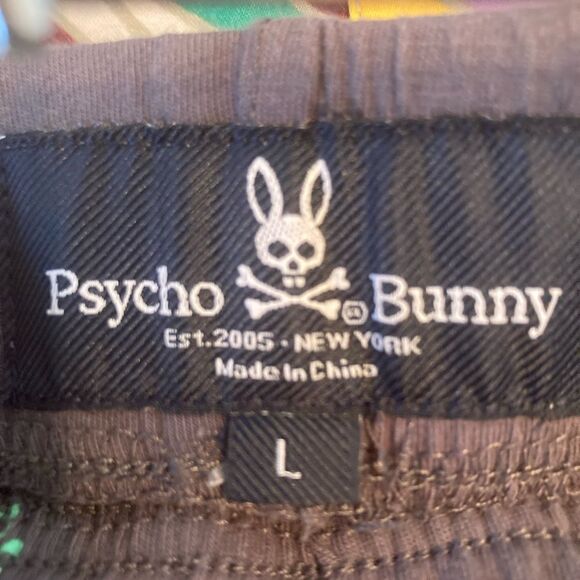 Psycho Bunny
Est.2005 · NEW YORK
Made In China
L